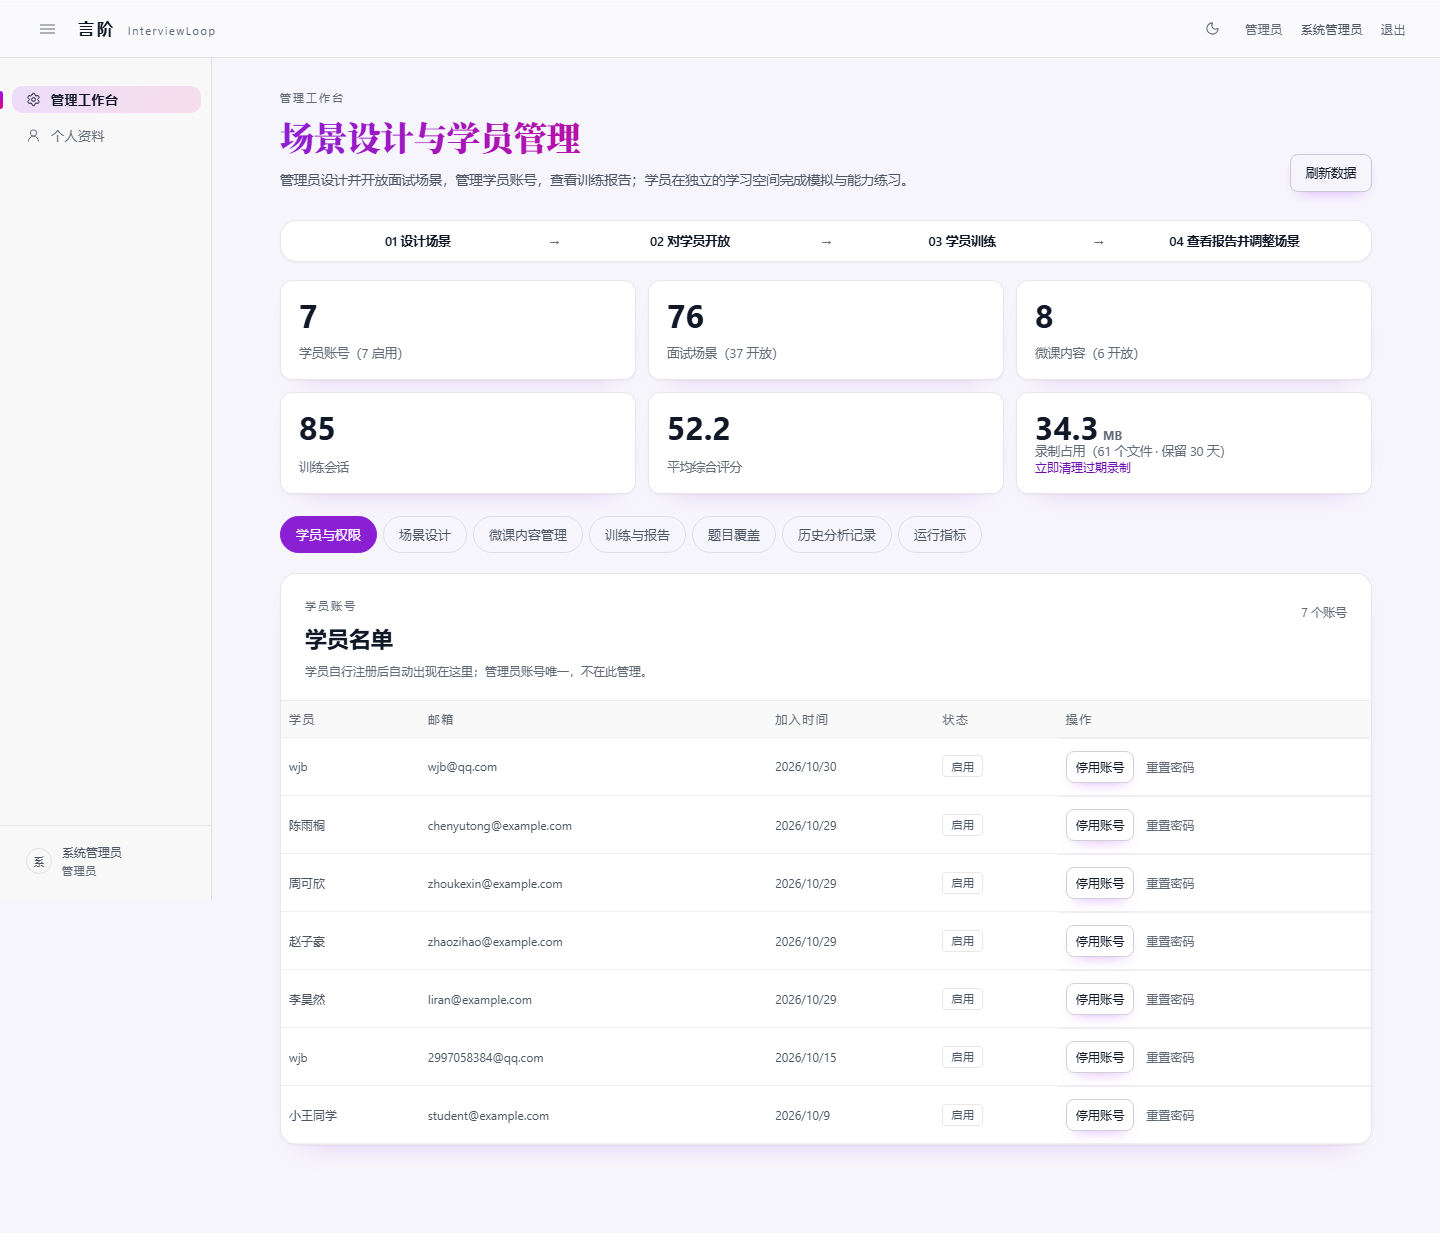 言阶 InterviewLoop
管理员 系统管理员 退出
管理工作台
个人资料
系
系统管理员
管理员
管理工作台
场景设计与学员管理
管理员设计并开放面试场景，管理学员账号，查看训练报告；学员在独立的学习空间完成模拟与能力练习。
刷新数据
01 设计场景 → 02 对学员开放 → 03 学员训练 → 04 查看报告并调整场景
7
学员账号（7 启用）
76
面试场景（37 开放）
8
微课内容（6 开放）
85
训练会话
52.2
平均综合评分
34.3 MB
录制占用（61 个文件 · 保留 30 天）
立即清理过期录制
学员与权限 场景设计 微课内容管理 训练与报告 题目覆盖 历史分析记录 运行指标
学员账号
学员名单
学员自行注册后自动出现在这里；管理员账号唯一，不在此管理。
7 个账号
学员 邮箱 加入时间 状态 操作
wjb wjb@qq.com 2026/10/30 启用 停用账号 重置密码
陈雨桐 chenyutong@example.com 2026/10/29 启用 停用账号 重置密码
周可欣 zhoukexin@example.com 2026/10/29 启用 停用账号 重置密码
赵子豪 zhaozihao@example.com 2026/10/29 启用 停用账号 重置密码
李昊然 liran@example.com 2026/10/29 启用 停用账号 重置密码
wjb 2997058384@qq.com 2026/10/15 启用 停用账号 重置密码
小王同学 student@example.com 2026/10/9 启用 停用账号 重置密码